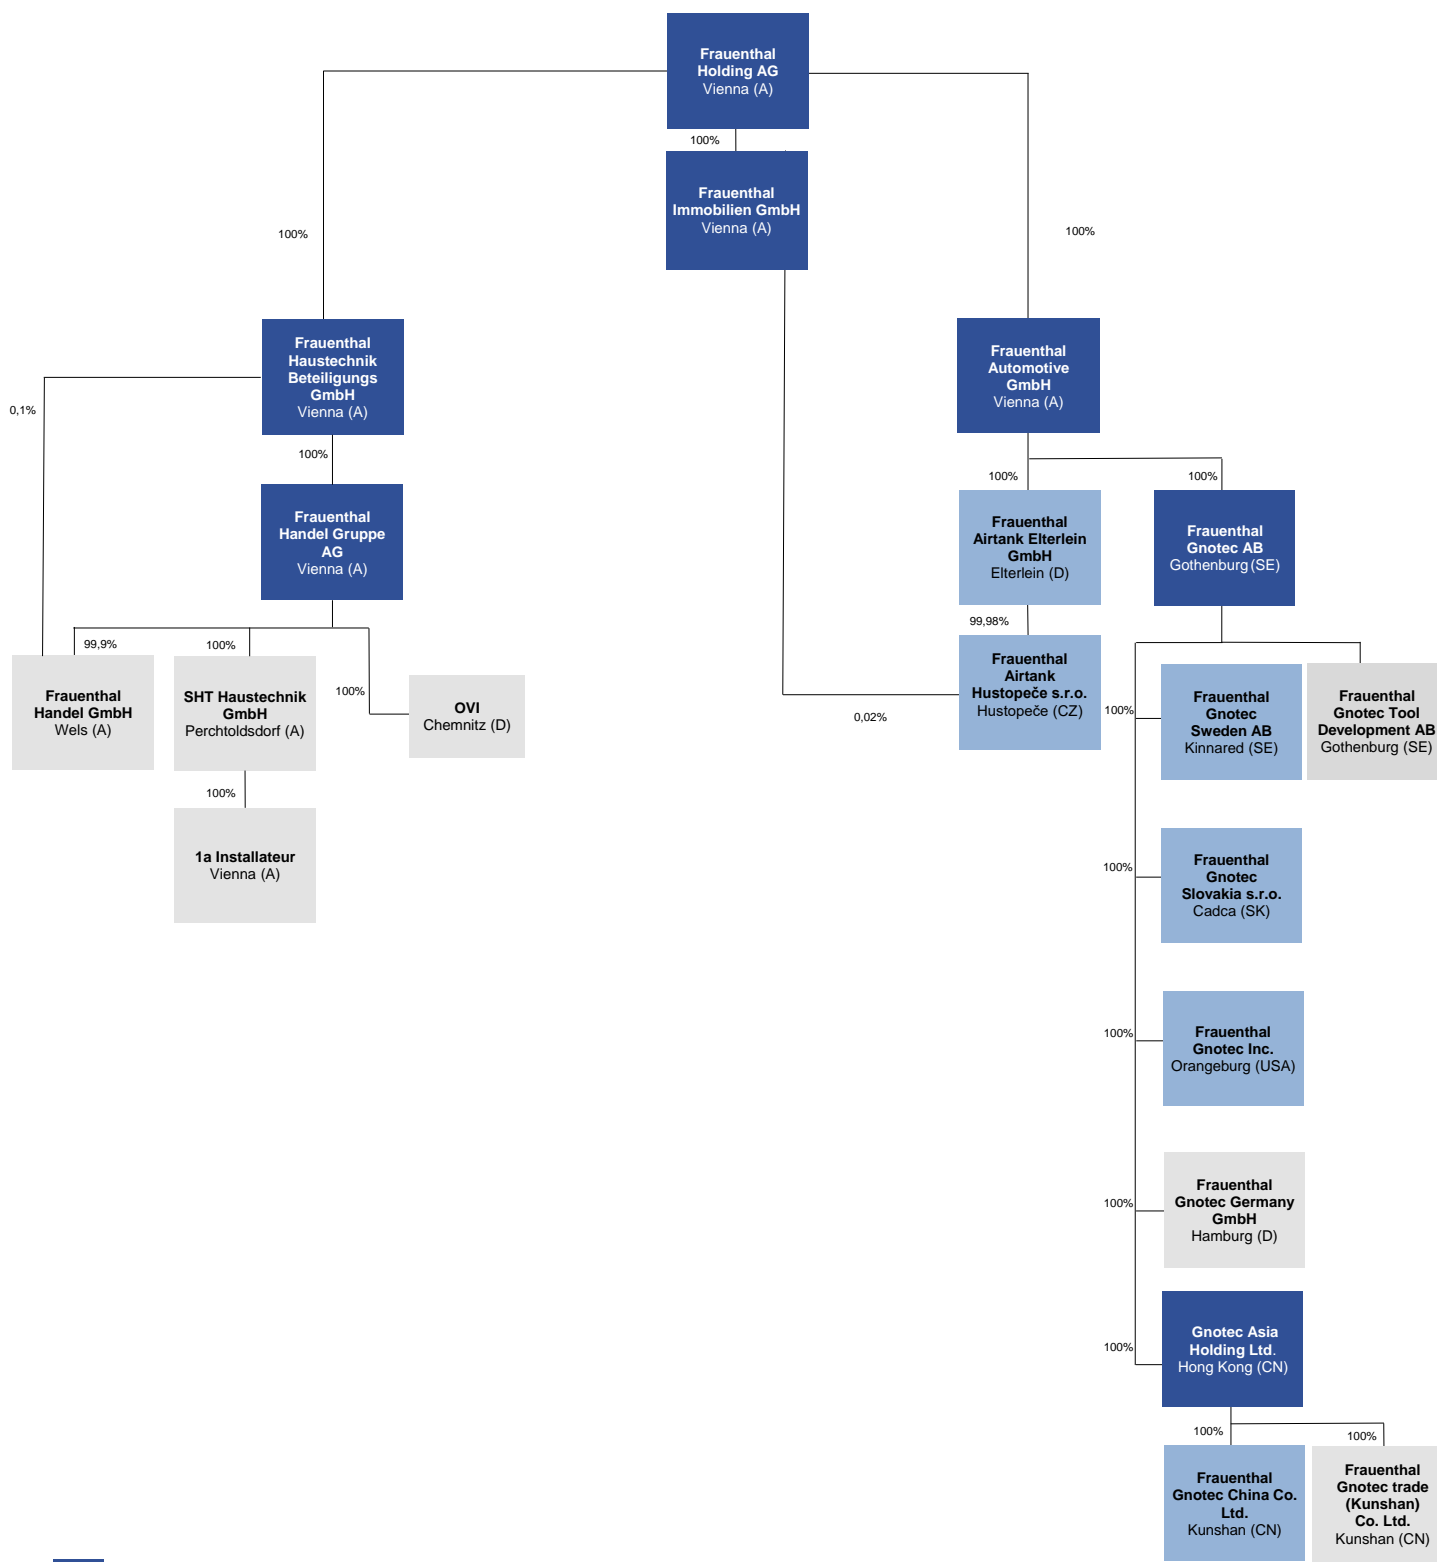 Frauenthal
Holding AG
Vienna (A)
100%
Frauenthal
Immobilien GmbH
Vienna (A)
100%
100%
Frauenthal
Haustechnik
Beteiligungs
GmbH
Vienna (A)
0,1%
100%
Frauenthal
Handel Gruppe
AG
Vienna (A)
99,9%
100%
100%
Frauenthal
Handel GmbH
Wels (A)
SHT Haustechnik
GmbH
Perchtoldsdorf (A)
OVI
Chemnitz (D)
100%
1a Installateur
Vienna (A)
Frauenthal
Automotive
GmbH
Vienna (A)
100%
100%
Frauenthal
Airtank Elterlein
GmbH
Elterlein (D)
Frauenthal
Gnotec AB
Gothenburg (SE)
99,98%
0,02%
Frauenthal
Airtank
Hustopeče s.r.o.
Hustopeče (CZ)
100%
Frauenthal
Gnotec
Sweden AB
Kinnared (SE)
Frauenthal
Gnotec Tool
Development AB
Gothenburg (SE)
100%
Frauenthal
Gnotec
Slovakia s.r.o.
Cadca (SK)
100%
Frauenthal
Gnotec Inc.
Orangeburg (USA)
100%
Frauenthal
Gnotec Germany
GmbH
Hamburg (D)
100%
Gnotec Asia
Holding Ltd.
Hong Kong (CN)
100%
100%
Frauenthal
Gnotec China Co.
Ltd.
Kunshan (CN)
Frauenthal
Gnotec trade
(Kunshan)
Co. Ltd.
Kunshan (CN)